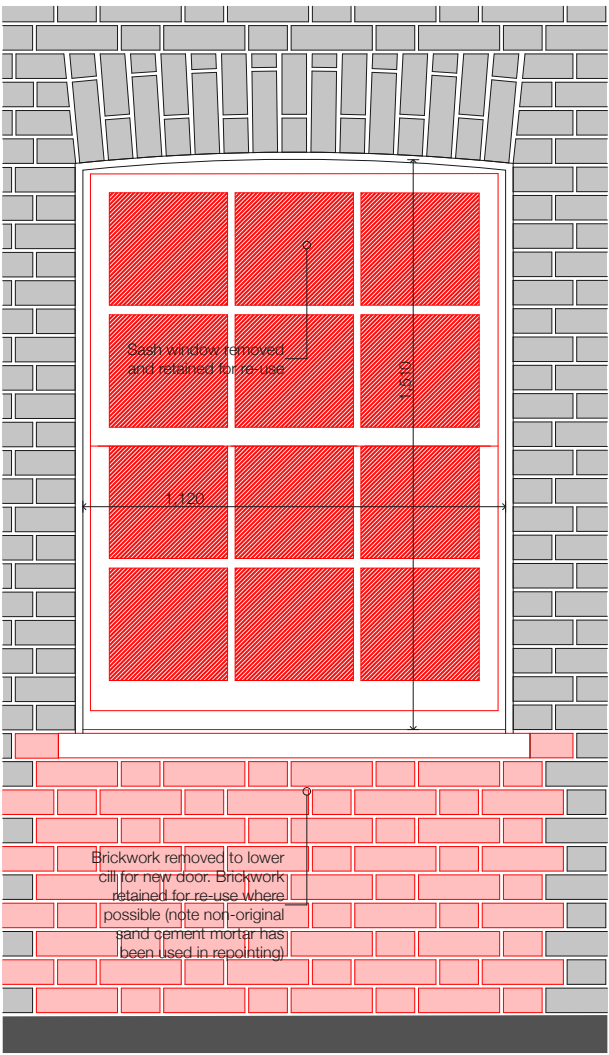 Sash window removed
and retained for re-use
1,510
1,120
Brickwork removed to lower
cill for new door. Brickwork
retained for re-use where
possible (note non-original
sand cement mortar has
been used in repointing)